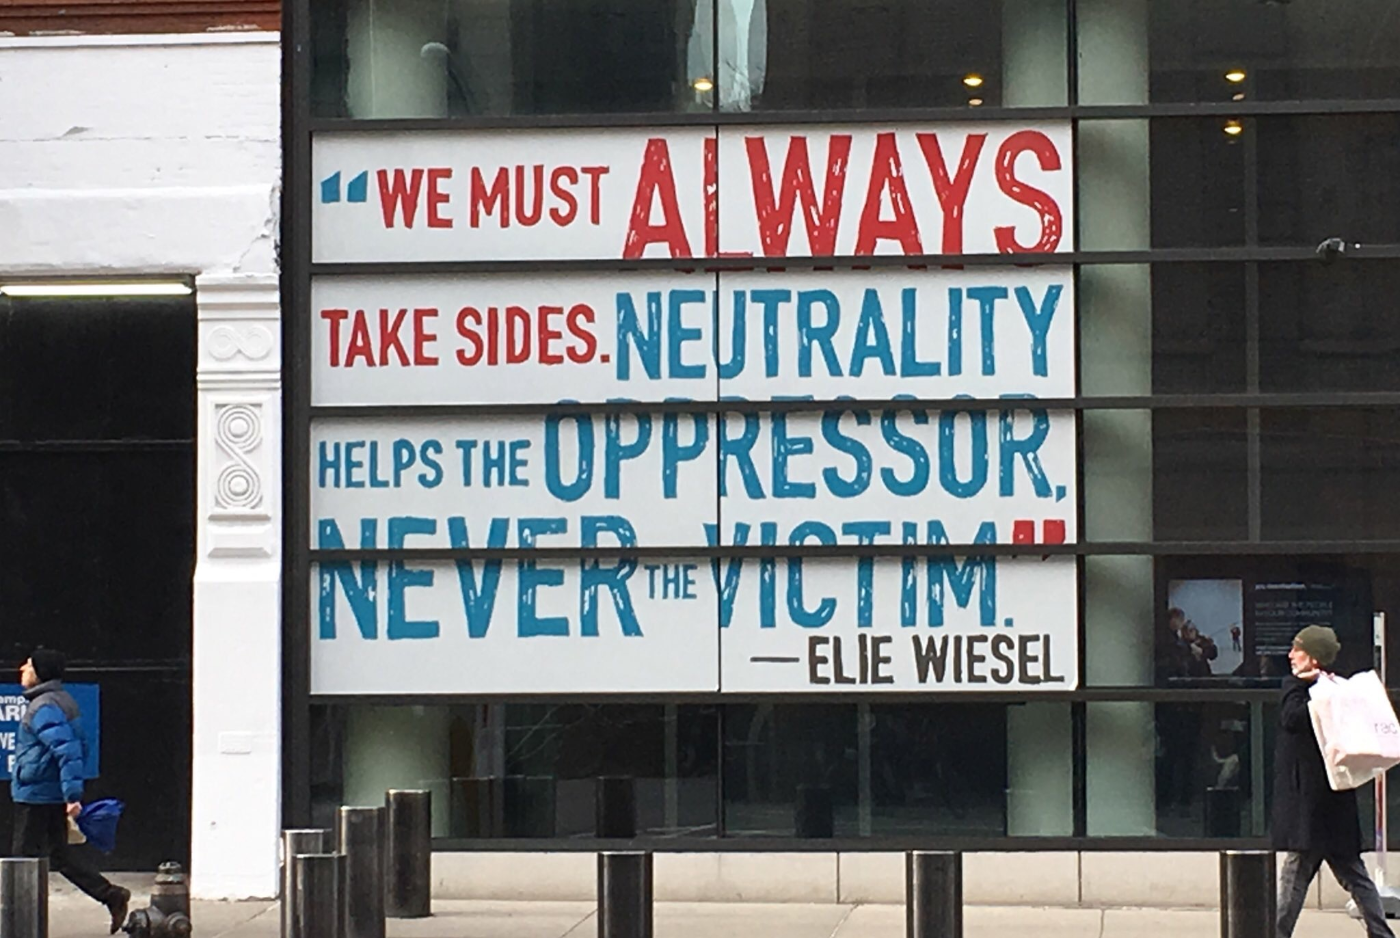 “WE MUST ALWAYS
TAKE SIDES. NEUTRALITY
HELPS THE OPPRESSOR,
NEVER THE VICTIM.”
—ELIE WIESEL